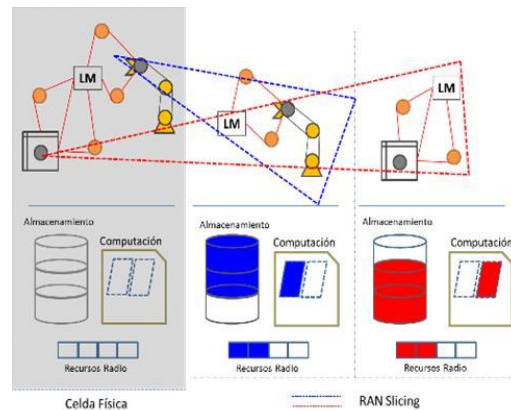 LM
LM
LM
Almacenamiento
Computación
Recursos Radio
Almacenamiento
Computación
Recursos Radio
Almacenamiento
Computación
Recursos Radio
Celda Física
RAN Slicing